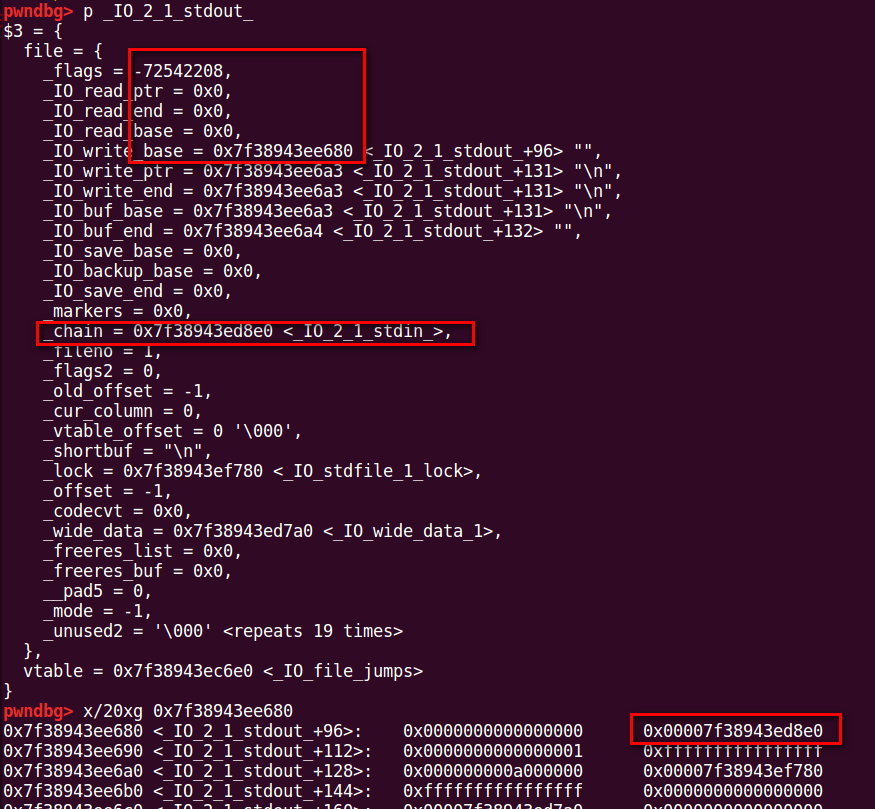 pwndbg> p _IO_2_1_stdout_
$3 = {
  file = {
    _flags = -72542208,
    _IO_read_ptr = 0x0,
    _IO_read_end = 0x0,
    _IO_read_base = 0x0,
    _IO_write_base = 0x7f38943ee680 <_IO_2_1_stdout_+96> "",
    _IO_write_ptr = 0x7f38943ee6a3 <_IO_2_1_stdout_+131> "\n",
    _IO_write_end = 0x7f38943ee6a3 <_IO_2_1_stdout_+131> "\n",
    _IO_buf_base = 0x7f38943ee6a3 <_IO_2_1_stdout_+131> "\n",
    _IO_buf_end = 0x7f38943ee6a4 <_IO_2_1_stdout_+132> "",
    _IO_save_base = 0x0,
    _IO_backup_base = 0x0,
    _IO_save_end = 0x0,
    _markers = 0x0,
    _chain = 0x7f38943ed8e0 <_IO_2_1_stdin_>,
    _fileno = 1,
    _flags2 = 0,
    _old_offset = -1,
    _cur_column = 0,
    _vtable_offset = 0 '\000',
    _shortbuf = "\n",
    _lock = 0x7f38943ef780 <_IO_stdfile_1_lock>,
    _offset = -1,
    _codecvt = 0x0,
    _wide_data = 0x7f38943ed7a0 <_IO_wide_data_1>,
    _freeres_list = 0x0,
    _freeres_buf = 0x0,
    __pad5 = 0,
    _mode = -1,
    _unused2 = '\000' <repeats 19 times>
  },
  vtable = 0x7f38943ec6e0 <_IO_file_jumps>
}
pwndbg> x/20xg 0x7f38943ee680
0x7f38943ee680 <_IO_2_1_stdout_+96>: 0x0000000000000000 0x00007f38943ed8e0
0x7f38943ee690 <_IO_2_1_stdout_+112>: 0x0000000000000001 0xffffffffffffffff
0x7f38943ee6a0 <_IO_2_1_stdout_+128>: 0x000000000a000000 0x00007f38943ef780
0x7f38943ee6b0 <_IO_2_1_stdout_+144>: 0xffffffffffffffff 0x0000000000000000